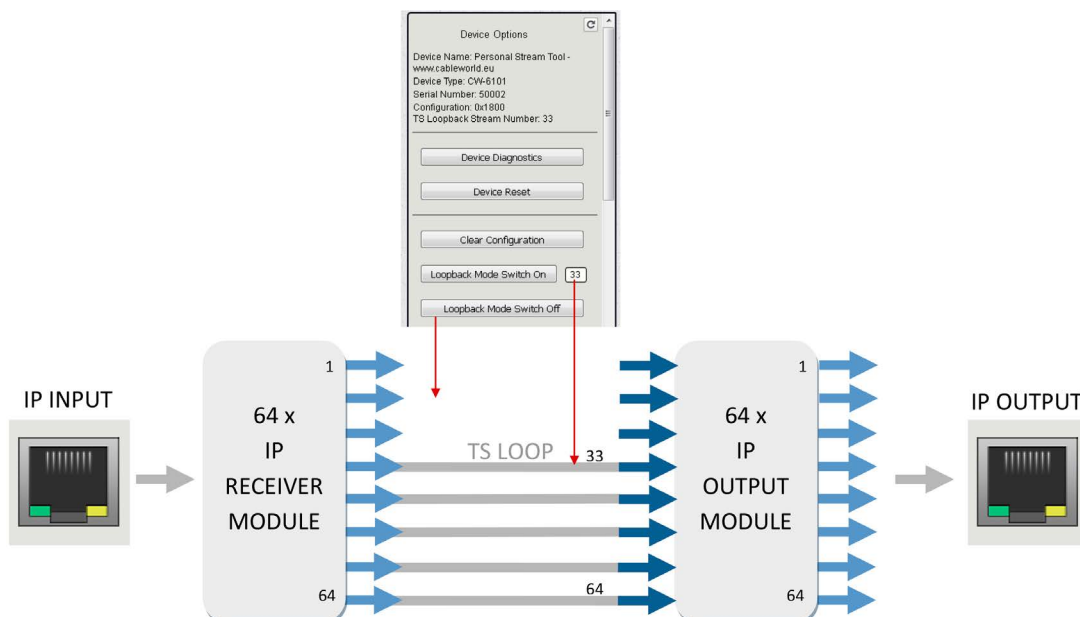 Device Options
Device Name: Personal Stream Tool -
www.cableworld.eu
Device Type: CW-6101
Serial Number: 50002
Configuration: 0x1800
TS Loopback Stream Number: 33
Device Diagnostics
Device Reset
Clear Configuration
Loopback Mode Switch On
33
Loopback Mode Switch Off
IP INPUT
1
64 x
IP
RECEIVER
MODULE
64
TS LOOP
33
64
1
64 x
IP
OUTPUT
MODULE
64
IP OUTPUT